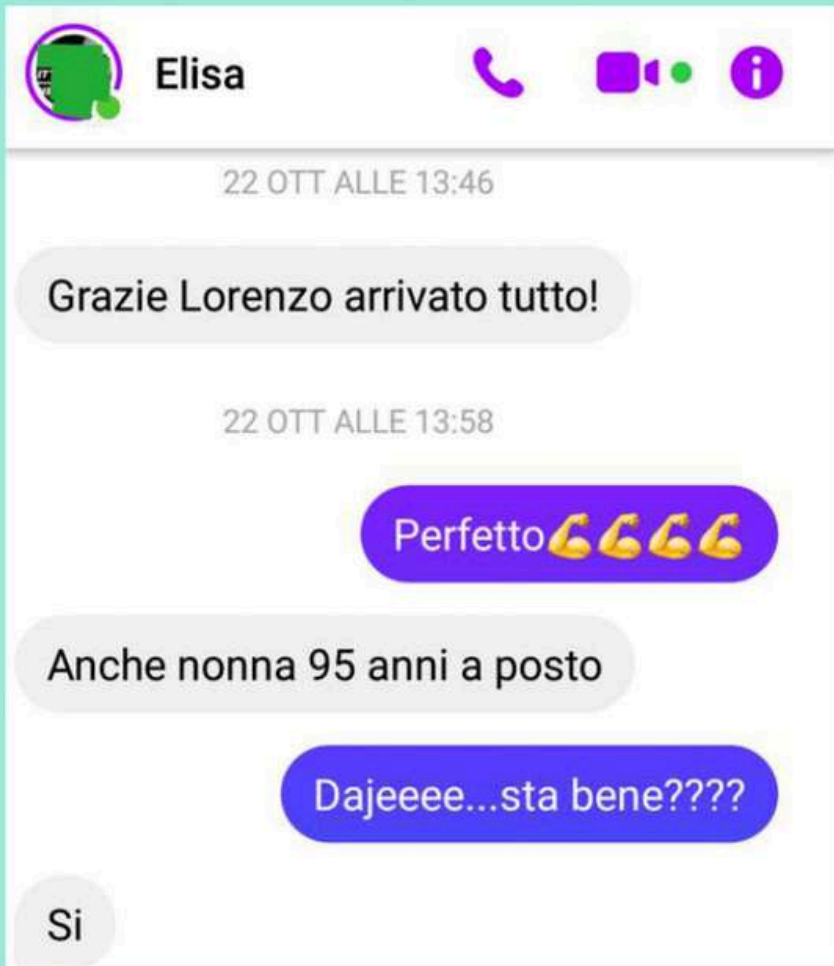 Elisa
22 OTT ALLE 13:46
Grazie Lorenzo arrivato tutto!
22 OTT ALLE 13:58
Perfetto💪💪💪💪
Anche nonna 95 anni a posto
Dajeeee...sta bene????
Si